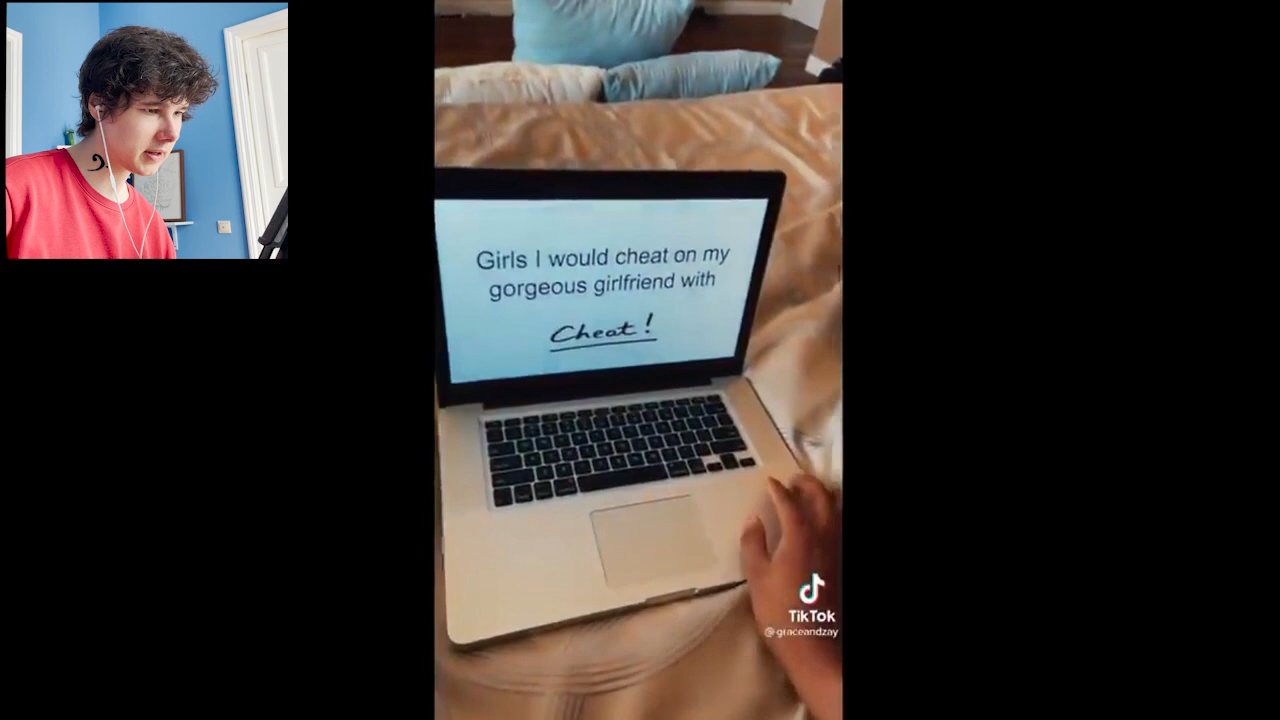 Girls I would cheat on my
gorgeous girlfriend with
Cheat!
TikTok
@graceandzay